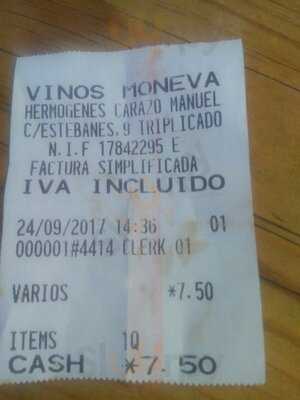 VINOS MONEVA
HERMOGENES CARAZO MANUEL
C/ESTEBANES.9 TRIPLICADO
N.I.F 17842295 E
FACTURA SIMPLIFICADA
IVA INCLUIDO
24/09/2017 14:36 01
000001#4414 CLERK 01
VARIOS *7.50
ITEMS 1Q
CASH *7.50